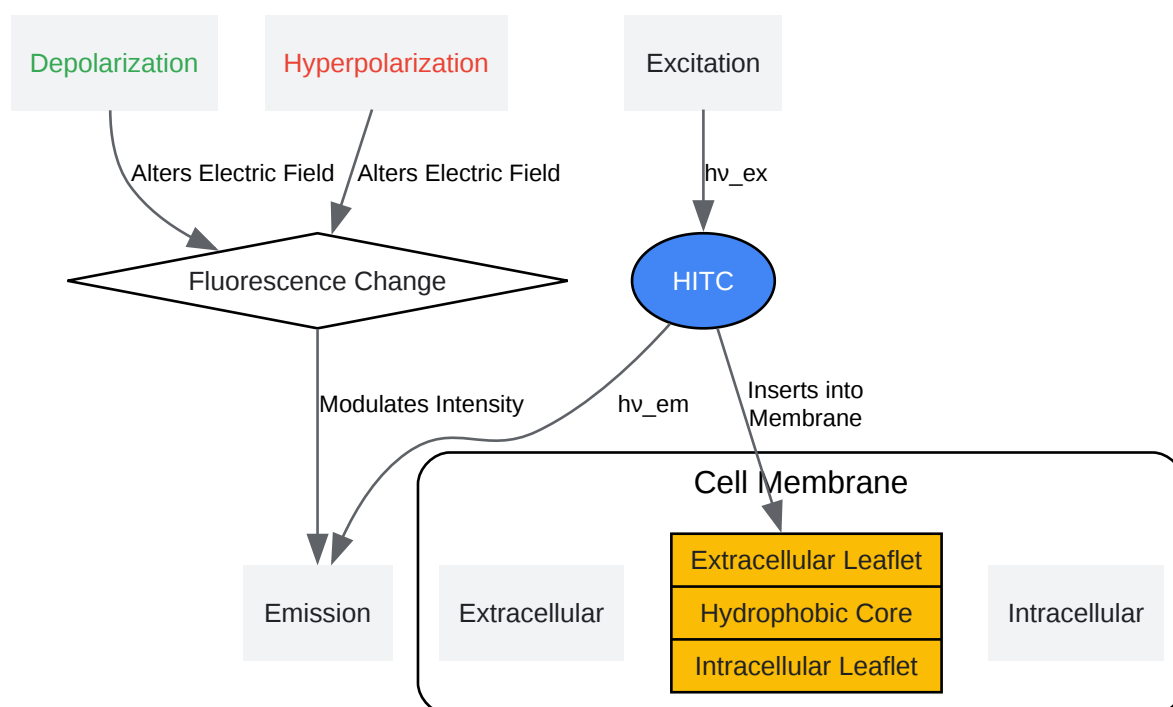 Depolarization
Hyperpolarization
Excitation
Alters Electric Field
Alters Electric Field
hν_ex
Fluorescence Change
HITC
Modulates Intensity
hν_em
Inserts into
Membrane
Cell Membrane
Emission
Extracellular
Extracellular Leaflet
Hydrophobic Core
Intracellular Leaflet
Intracellular